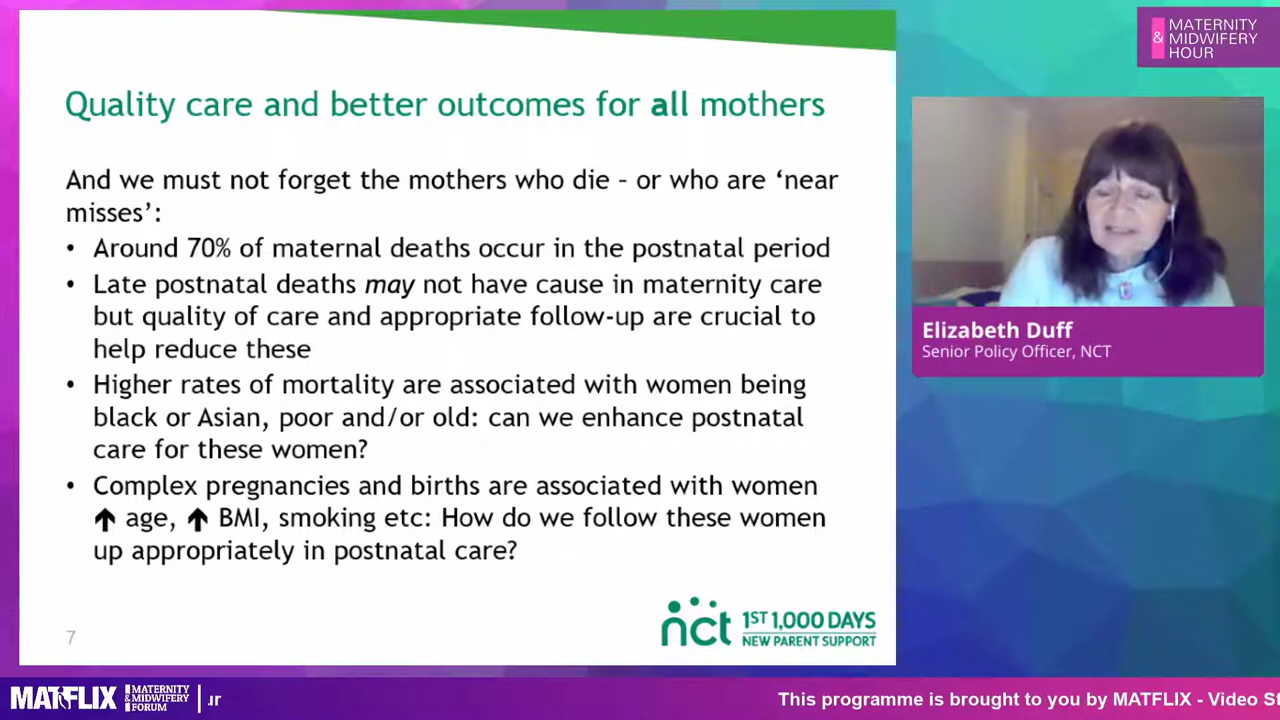 MATERNITY
& MIDWIFERY
HOUR
Quality care and better outcomes for all mothers
And we must not forget the mothers who die – or who are ‘near
misses’:
• Around 70% of maternal deaths occur in the postnatal period
• Late postnatal deaths may not have cause in maternity care
but quality of care and appropriate follow-up are crucial to
help reduce these
• Higher rates of mortality are associated with women being
black or Asian, poor and/or old: can we enhance postnatal
care for these women?
• Complex pregnancies and births are associated with women
↑ age, ↑ BMI, smoking etc: How do we follow these women
up appropriately in postnatal care?
7
nct 1ST 1,000 DAYS
NEW PARENT SUPPORT
Elizabeth Duff
Senior Policy Officer, NCT
MATFLIX
MATERNITY
& MIDWIFERY
FORUM
This programme is brought to you by MATFLIX - Video